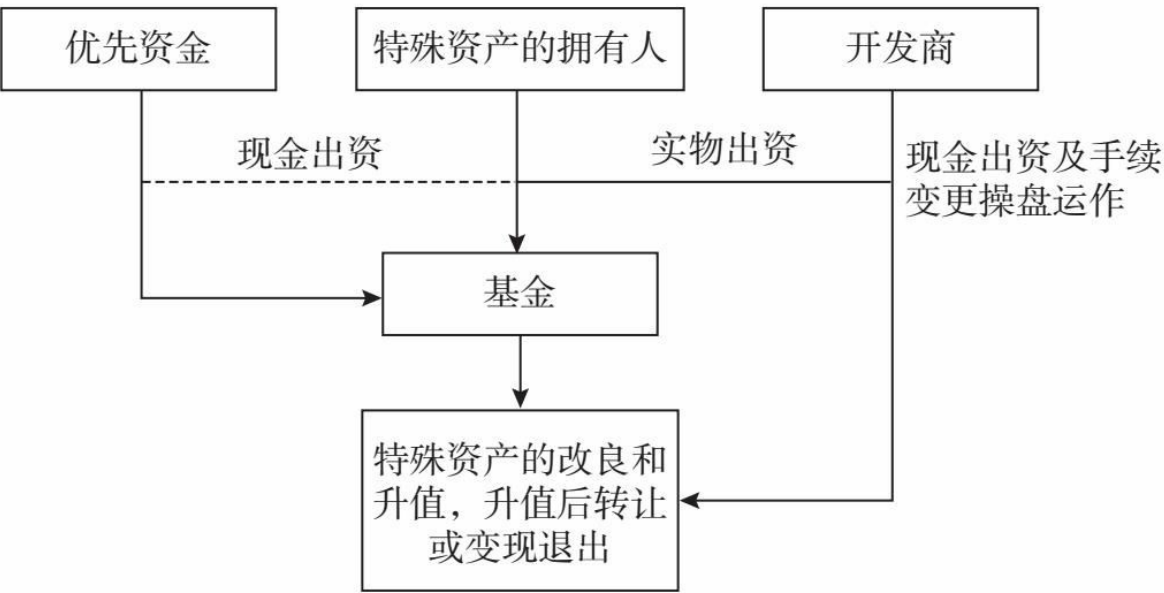 优先资金
特殊资产的拥有人
开发商
现金出资
实物出资
现金出资及手续
变更操盘运作
基金
特殊资产的改良和
升值，升值后转让
或变现退出